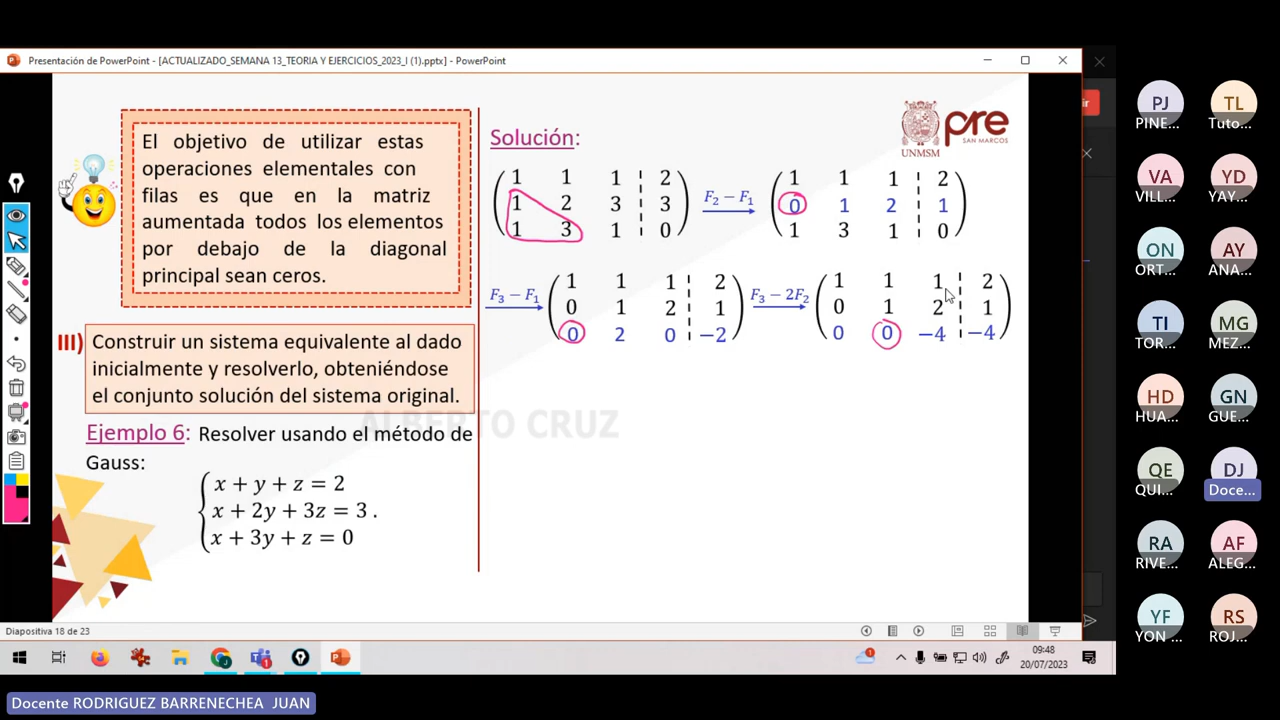 Presentación de PowerPoint - [ACTUALIZADO_SEMANA 13_TEORIA Y EJERCICIOS_2023_I (1).pptx] - PowerPoint
El objetivo de utilizar estas
operaciones elementales con
filas es que en la matriz
aumentada todos los elementos
por debajo de la diagonal
principal sean ceros.
III) Construir un sistema equivalente al dado
inicialmente y resolverlo, obteniéndose
el conjunto solución del sistema original.
Ejemplo 6: Resolver usando el método de
Gauss:
x + y + z = 2
x + 2y + 3z = 3 .
x + 3y + z = 0
Solución:
UNMSM
pre
SAN MARCOS
1 1 1 2
1 2 3 3
1 3 1 0
F₂ − F₁
1 1 1 2
0 1 2 1
1 3 1 0
F₃ − F₁
1 1 1 2
0 1 2 1
0 2 0 −2
F₃ − 2F₂
1 1 1 2
0 1 2 1
0 0 −4 −4
ALBERTO CRUZ
Diapositiva 18 de 23
09:48
20/07/2023
1
Docente RODRIGUEZ BARRENECHEA JUAN
PJ TL
PINE... Tuto...
VA YD
VILL... YAY...
ON AY
ORT... ANA...
TI MG
TOR... MEZ...
HD GN
HUA... GUE...
QE DJ
QUI... Doce...
RA AF
RIVE... ALEG...
YF RS
YON ... ROJ...